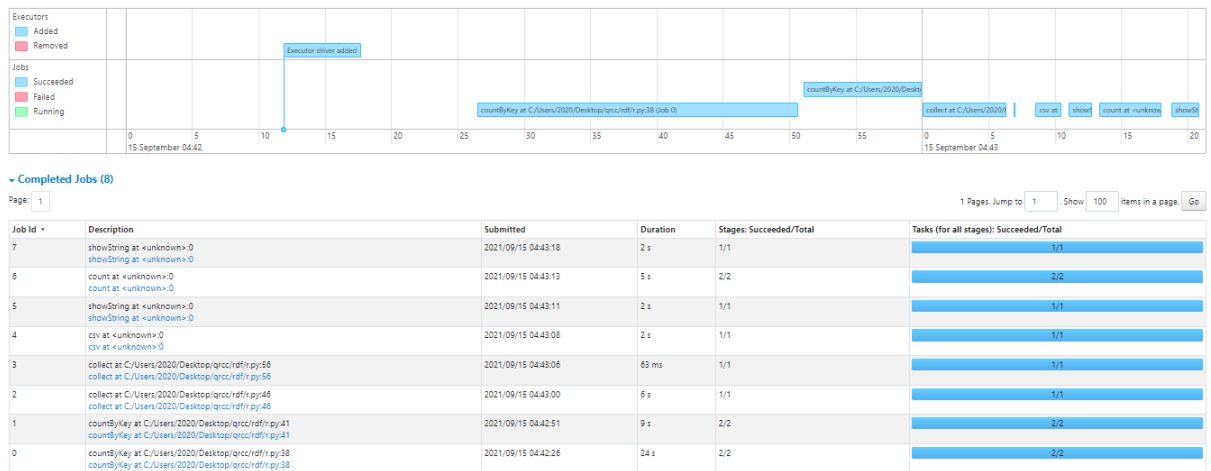 Executors
Added
Removed
Executor driver added
Jobs
Succeeded
Failed
Running
countByKey at C:/Users/2020/Deskt
countByKey at C:/Users/2020/Desktop/qrcc/rdf/r.py:38 (Job 0)
collect at C:/Users/2020/
csv at
show
count at <unknow
showSt
0 5 10 15 20 25 30 35 40 45 50 55 0 5 10 15 20
15 September 04:42 15 September 04:43
Completed Jobs (8)
Page: 1 1 Pages. Jump to 1 . Show 100 items in a page. Go
Job Id Description Submitted Duration Stages: Succeeded/Total Tasks (for all stages): Succeeded/Total
7 showString at <unknown>:0 2021/09/15 04:43:18 2 s 1/1 1/1
showString at <unknown>:0
6 count at <unknown>:0 2021/09/15 04:43:13 5 s 2/2 2/2
count at <unknown>:0
5 showString at <unknown>:0 2021/09/15 04:43:11 2 s 1/1 1/1
showString at <unknown>:0
4 csv at <unknown>:0 2021/09/15 04:43:08 2 s 1/1 1/1
csv at <unknown>:0
3 collect at C:/Users/2020/Desktop/qrcc/rdf/r.py:56 2021/09/15 04:43:06 63 ms 1/1 1/1
collect at C:/Users/2020/Desktop/qrcc/rdf/r.py:56
2 collect at C:/Users/2020/Desktop/qrcc/rdf/r.py:46 2021/09/15 04:43:00 6 s 1/1 1/1
collect at C:/Users/2020/Desktop/qrcc/rdf/r.py:46
1 countByKey at C:/Users/2020/Desktop/qrcc/rdf/r.py:41 2021/09/15 04:42:51 9 s 2/2 2/2
countByKey at C:/Users/2020/Desktop/qrcc/rdf/r.py:41
0 countByKey at C:/Users/2020/Desktop/qrcc/rdf/r.py:38 2021/09/15 04:42:26 24 s 2/2 2/2
countByKey at C:/Users/2020/Desktop/qrcc/rdf/r.py:38